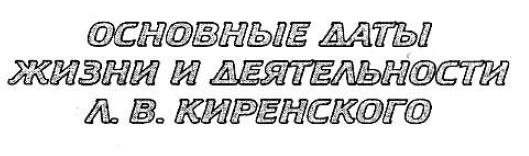 ОСНОВНЫЕ ДАТЫ
ЖИЗНИ И ДЕЯТЕЛЬНОСТИ
Л. В. КИРЕНСКОГО